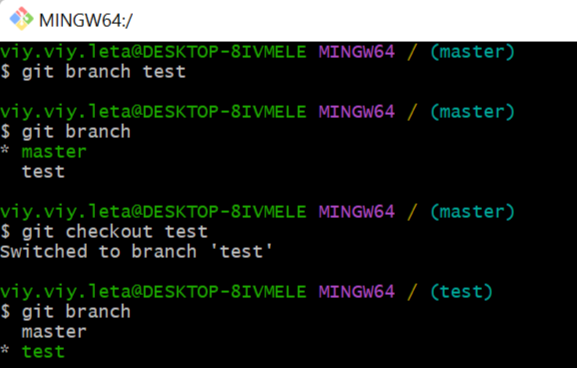 MINGW64:/
viy.viy.leta@DESKTOP-8IVMELE MINGW64 / (master)
$ git branch test
viy.viy.leta@DESKTOP-8IVMELE MINGW64 / (master)
$ git branch
* master
  test
viy.viy.leta@DESKTOP-8IVMELE MINGW64 / (master)
$ git checkout test
Switched to branch 'test'
viy.viy.leta@DESKTOP-8IVMELE MINGW64 / (test)
$ git branch
  master
* test